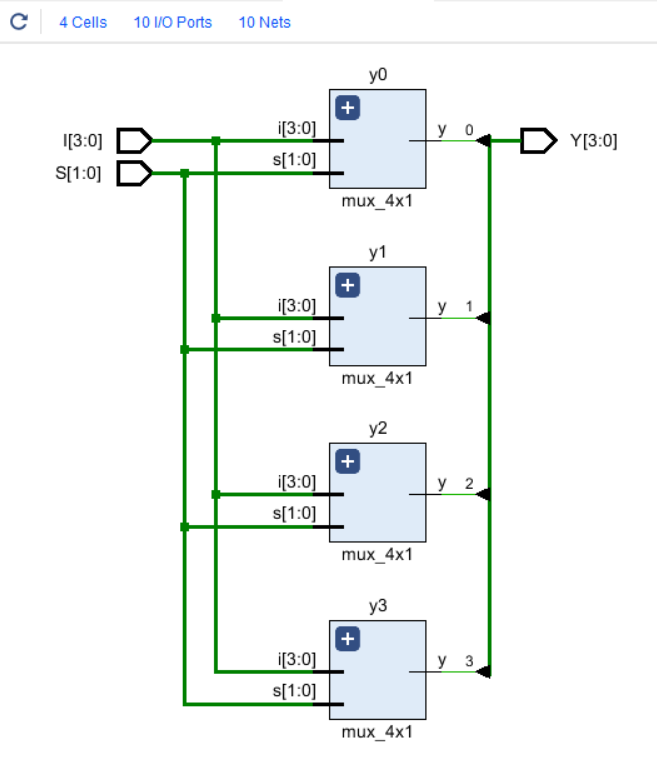 4 Cells 10 I/O Ports 10 Nets
y0
I[3:0] i[3:0] y 0 Y[3:0]
S[1:0] s[1:0]
mux_4x1
y1
i[3:0] y 1
s[1:0]
mux_4x1
y2
i[3:0] y 2
s[1:0]
mux_4x1
y3
i[3:0] y 3
s[1:0]
mux_4x1